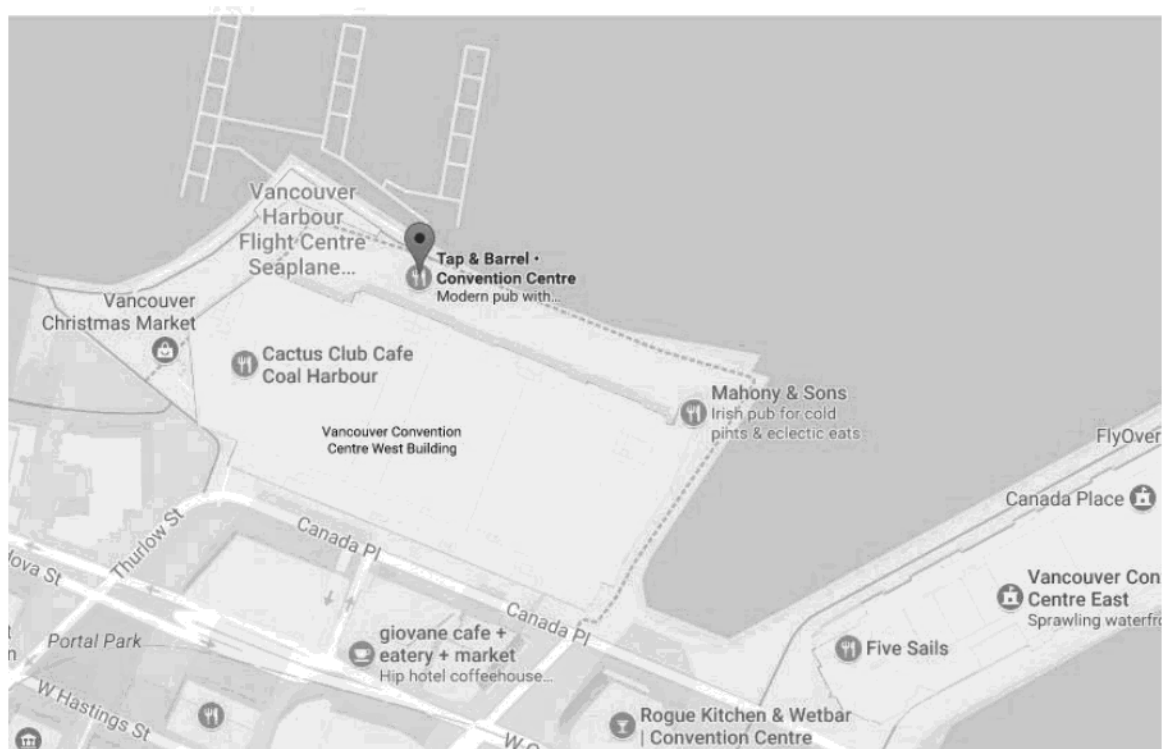 Vancouver
Harbour
Flight Centre
Seaplane...
Tap & Barrel •
Convention Centre
Modern pub with...
Vancouver
Christmas Market
Cactus Club Cafe
Coal Harbour
Mahony & Sons
Irish pub for cold
pints & eclectic eats
Vancouver Convention
Centre West Building
FlyOver
Canada Place
Thurlow St
Canada Pl
dova St
Vancouver Con
Centre East
Sprawling waterfro
Canada Pl
Portal Park
giovane cafe +
eatery + market
Hip hotel coffeehouse...
Five Sails
W Hastings St
Rogue Kitchen & Wetbar
| Convention Centre